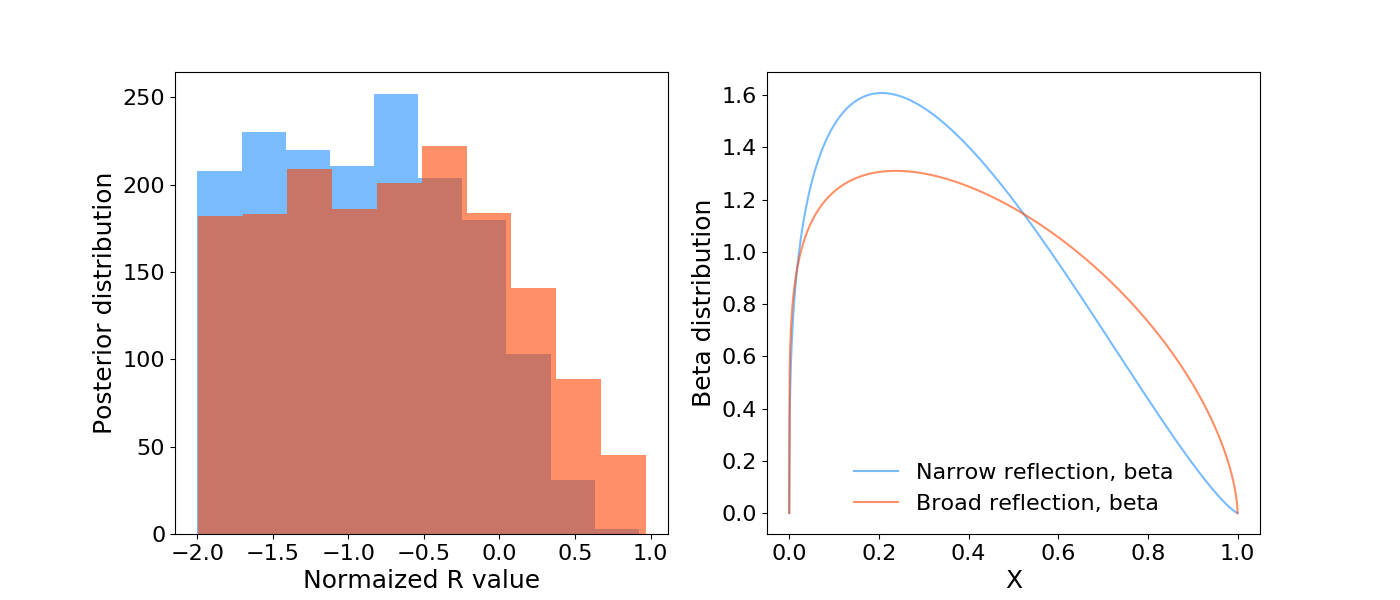 250
200
150
100
50
0
Posterior distribution
−2.0 −1.5 −1.0 −0.5 0.0 0.5 1.0
Normaized R value
1.6
1.4
1.2
1.0
0.8
0.6
0.4
0.2
0.0
Beta distribution
Narrow reflection, beta
Broad reflection, beta
0.0 0.2 0.4 0.6 0.8 1.0
X